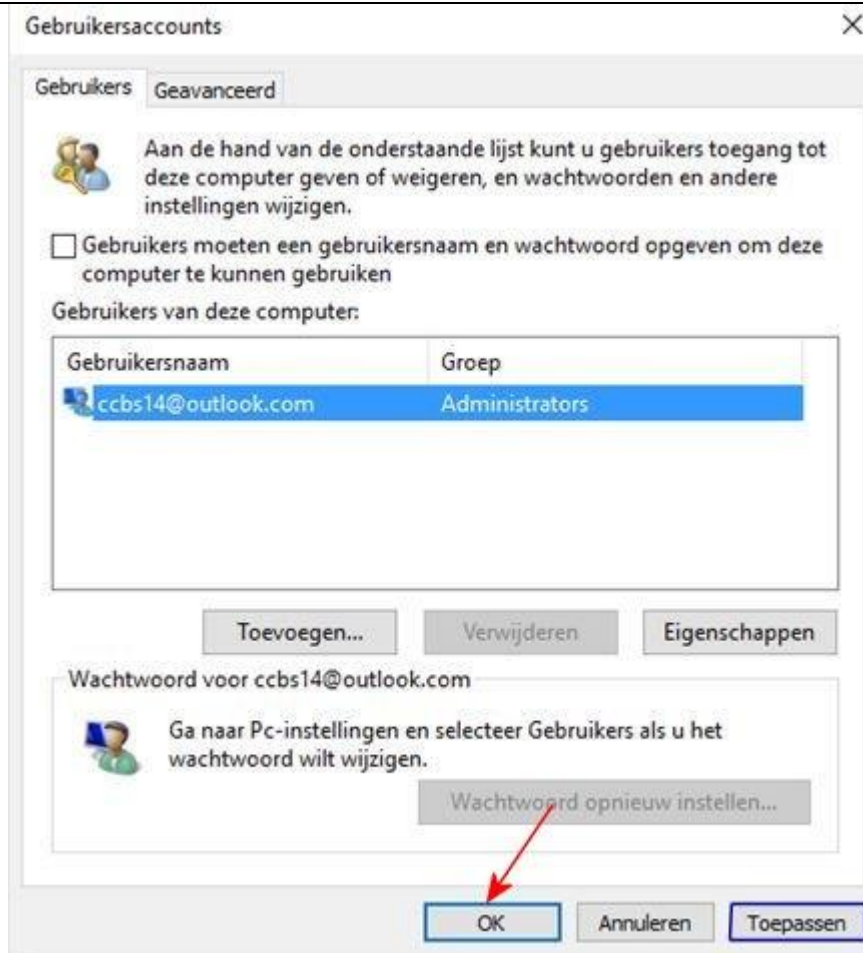 Gebruikersaccounts
Gebruikers
Geavanceerd
Aan de hand van de onderstaande lijst kunt u gebruikers toegang tot
deze computer geven of weigeren, en wachtwoorden en andere
instellingen wijzigen.
Gebruikers moeten een gebruikersnaam en wachtwoord opgeven om deze
computer te kunnen gebruiken
Gebruikers van deze computer:
Gebruikersnaam
Groep
ccbs14@outlook.com
Administrators
Toevoegen...
Verwijderen
Eigenschappen
Wachtwoord voor ccbs14@outlook.com
Ga naar Pc-instellingen en selecteer Gebruikers als u het
wachtwoord wilt wijzigen.
Wachtwoord opnieuw instellen...
OK
Annuleren
Toepassen